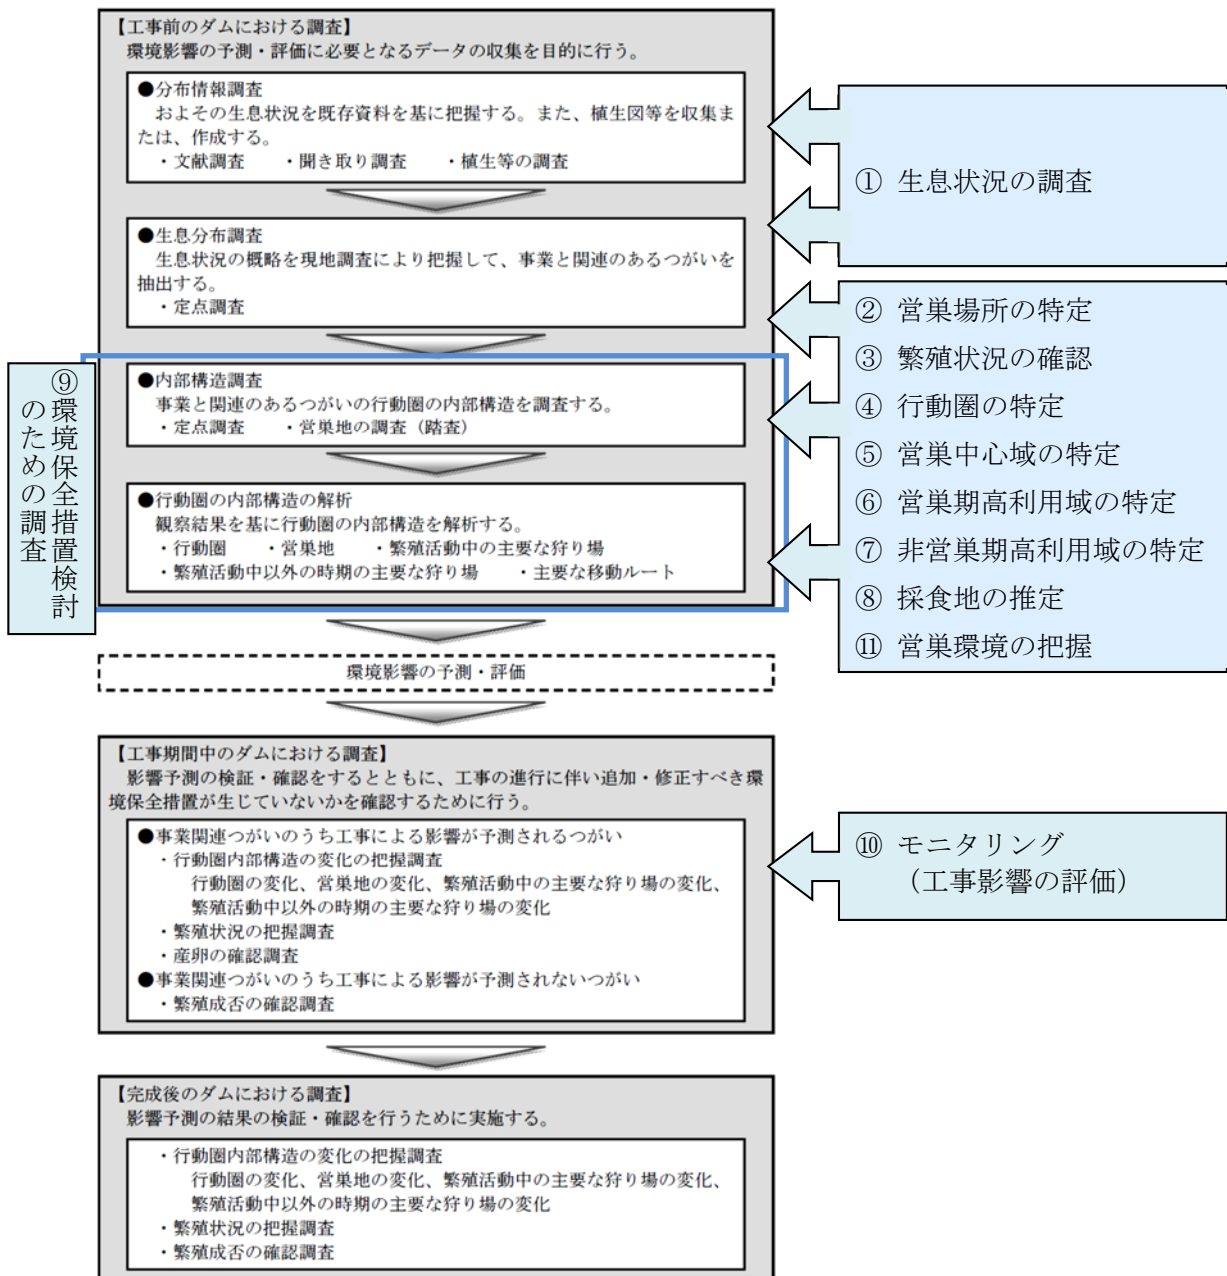 【工事前のダムにおける調査】
環境影響の予測・評価に必要となるデータの収集を目的に行う。
●分布情報調査
およその生息状況を既存資料を基に把握する。また、植生図等を収集ま
たは、作成する。
・文献調査 ・聞き取り調査 ・植生等の調査
●生息分布調査
生息状況の概略を現地調査により把握して、事業と関連のあるつがいを
抽出する。
・定点調査
●内部構造調査
事業と関連のあるつがいの行動圏の内部構造を調査する。
・定点調査 ・営巣地の調査（踏査）
●行動圏の内部構造の解析
観察結果を基に行動圏の内部構造を解析する。
・行動圏 ・営巣地 ・繁殖活動中の主要な狩り場
・繁殖活動中以外の時期の主要な狩り場 ・主要な移動ルート
⑨環境保全措置検討
のための調査
① 生息状況の調査
② 営巣場所の特定
③ 繁殖状況の確認
④ 行動圏の特定
⑤ 営巣中心域の特定
⑥ 営巣期高利用域の特定
⑦ 非営巣期高利用域の特定
⑧ 採食地の推定
⑪ 営巣環境の把握
環境影響の予測・評価
【工事期間中のダムにおける調査】
影響予測の検証・確認をするとともに、工事の進行に伴い追加・修正すべき環
境保全措置が生じていないかを確認するために行う。
●事業関連つがいのうち工事による影響が予測されるつがい
・行動圏内部構造の変化の把握調査
行動圏の変化、営巣地の変化、繁殖活動中の主要な狩り場の変化、
繁殖活動中以外の時期の主要な狩り場の変化
・繁殖状況の把握調査
・産卵の確認調査
●事業関連つがいのうち工事による影響が予測されないつがい
・繁殖成否の確認調査
⑩ モニタリング
（工事影響の評価）
【完成後のダムにおける調査】
影響予測の結果の検証・確認を行うために実施する。
・行動圏内部構造の変化の把握調査
行動圏の変化、営巣地の変化、繁殖活動中の主要な狩り場の変化、
繁殖活動中以外の時期の主要な狩り場の変化
・繁殖状況の把握調査
・繁殖成否の確認調査